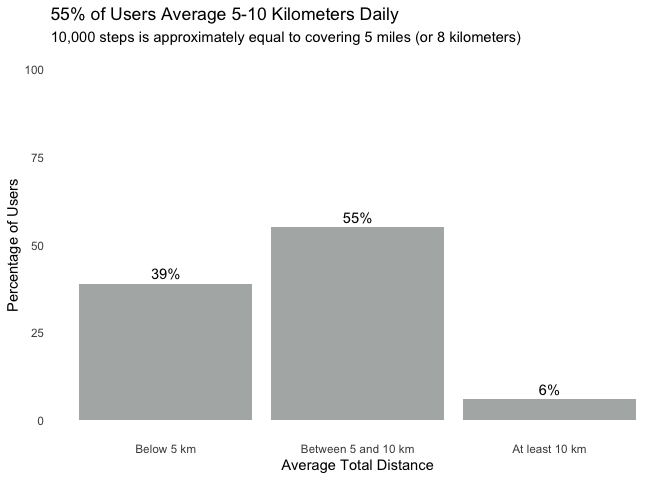 55% of Users Average 5-10 Kilometers Daily
10,000 steps is approximately equal to covering 5 miles (or 8 kilometers)
100
75
50
25
0
Percentage of Users
39%
55%
6%
Below 5 km
Between 5 and 10 km
At least 10 km
Average Total Distance